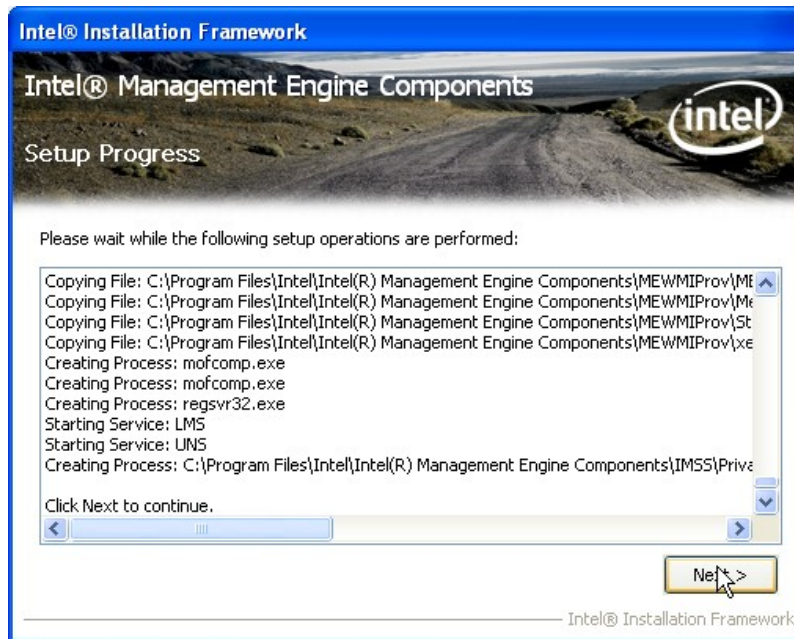 Intel® Installation Framework
Intel® Management Engine Components
intel
Setup Progress
Please wait while the following setup operations are performed:
Copying File: C:\Program Files\Intel\Intel(R) Management Engine Components\MEWMIProv\ME
Copying File: C:\Program Files\Intel\Intel(R) Management Engine Components\MEWMIProv\Me
Copying File: C:\Program Files\Intel\Intel(R) Management Engine Components\MEWMIProv\St
Copying File: C:\Program Files\Intel\Intel(R) Management Engine Components\MEWMIProv\xe
Creating Process: mofcomp.exe
Creating Process: mofcomp.exe
Creating Process: regsvr32.exe
Starting Service: LMS
Starting Service: UNS
Creating Process: C:\Program Files\Intel\Intel(R) Management Engine Components\IMSS\Priva
Click Next to continue.
Next >
Intel® Installation Framework